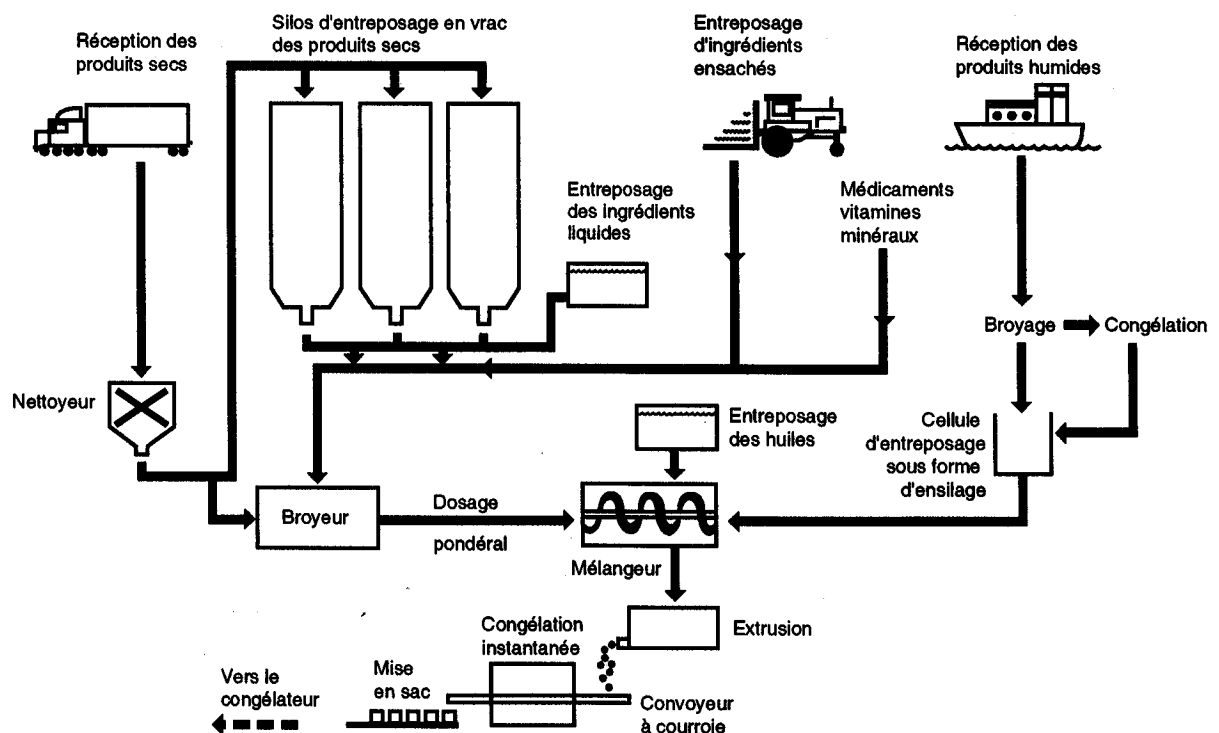 Réception des
produits secs
Silos d'entreposage en vrac
des produits secs
Entreposage
d'ingrédients
ensachés
Réception des
produits humides
Entreposage
des ingrédients
liquides
Médicaments
vitamines
minéraux
Broyage
Congélation
Nettoyeur
Entreposage
des huiles
Cellule
d'entreposage
sous forme
d'ensilage
Broyeur
Dosage
pondéral
Mélangeur
Extrusion
Congélation
instantanée
Convoyeur
à courroie
Mise
en sac
Vers le
congélateur